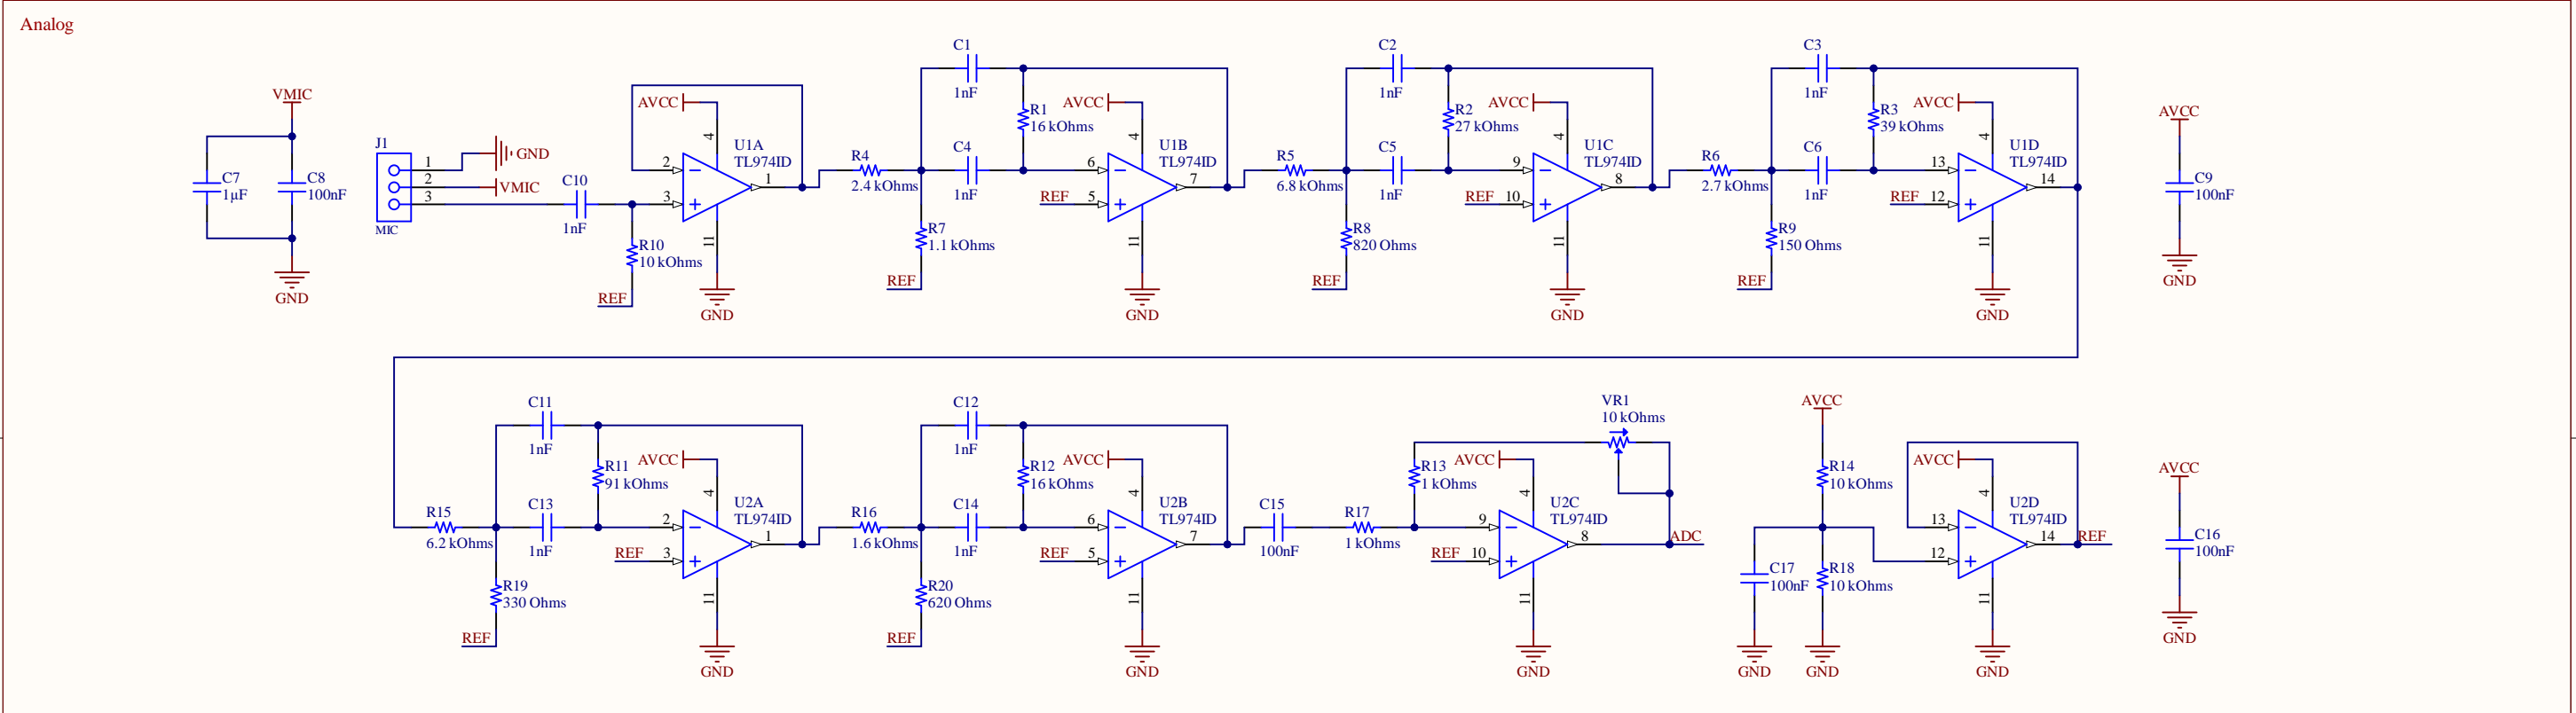 Analog
VMIC
C7
1µF
C8
100nF
GND
J1
1
2
3
MIC
GND
VMIC
C10
1nF
R10
10 kOhms
REF
AVCC
4
2
3
1
11
U1A
TL974ID
GND
R4
2.4 kOhms
C1
1nF
C4
1nF
R7
1.1 kOhms
REF
R1
16 kOhms
AVCC
4
6
REF
5
7
11
U1B
TL974ID
GND
R5
6.8 kOhms
C2
1nF
C5
1nF
R8
820 Ohms
REF
R2
27 kOhms
AVCC
4
9
REF
10
8
11
U1C
TL974ID
GND
R6
2.7 kOhms
C3
1nF
C6
1nF
R9
150 Ohms
REF
R3
39 kOhms
AVCC
4
13
REF
12
14
11
U1D
TL974ID
GND
AVCC
C9
100nF
GND
R15
6.2 kOhms
C11
1nF
C13
1nF
R19
330 Ohms
REF
R11
91 kOhms
AVCC
4
2
REF
3
1
11
U2A
TL974ID
GND
R16
1.6 kOhms
C12
1nF
C14
1nF
R20
620 Ohms
REF
R12
16 kOhms
AVCC
4
6
REF
5
7
11
U2B
TL974ID
GND
C15
100nF
R17
1 kOhms
R13
1 kOhms
VR1
10 kOhms
AVCC
4
9
REF
10
8
11
U2C
TL974ID
GND
ADC
AVCC
R14
10 kOhms
C17
100nF
R18
10 kOhms
GND
GND
AVCC
4
13
12
14
11
U2D
TL974ID
REF
GND
AVCC
C16
100nF
GND